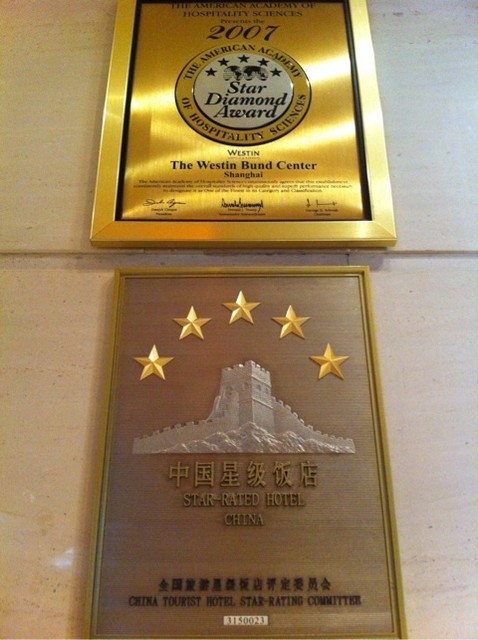 THE AMERICAN ACADEMY OF
HOSPITALITY SCIENCES
Presents the
2007
THE AMERICAN ACADEMY
Star
Diamond
Award
OF HOSPITALITY SCIENCES
WESTIN
The Westin Bund Center
Shanghai
中国星级饭店
STAR-RATED HOTEL
CHINA
全国旅游星级饭店评定委员会
CHINA TOURIST HOTEL STAR-RATING COMMITTEE
3150023